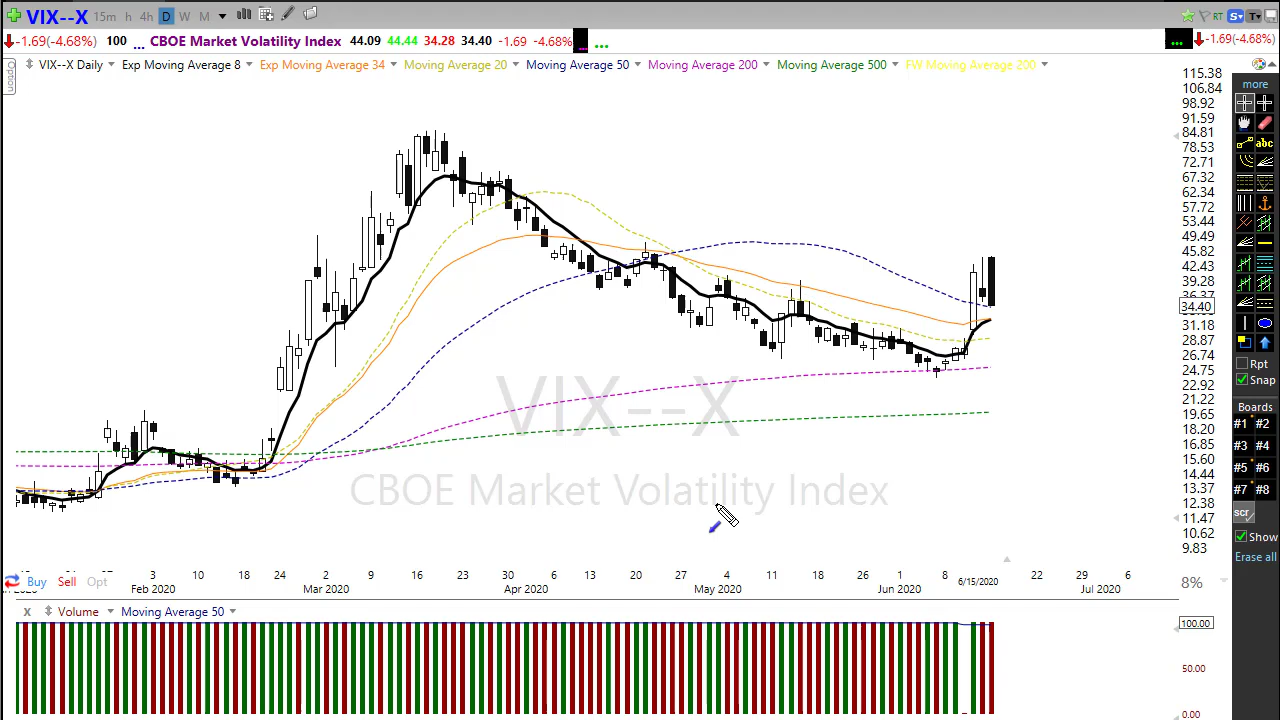 VIX--X 15m h 4h D W M RT S T
-1.69(-4.68%) 100 ... CBOE Market Volatility Index 44.09 44.44 34.28 34.40 -1.69 -4.68% ... ... ... -1.69(-4.68%)
Option
VIX--X Daily Exp Moving Average 8 Exp Moving Average 34 Moving Average 20 Moving Average 50 Moving Average 200 Moving Average 500 FW Moving Average 200
115.38
106.84
98.92
91.59
84.81
78.53
72.71
67.32
62.34
57.72
53.44
49.49
45.82
42.43
39.28
36.37
34.40
31.18
28.87
26.74
24.75
22.92
21.22
19.65
18.20
16.85
15.60
14.44
13.37
12.38
11.47
10.62
9.83
more
abc
Rpt
Snap
Boards
#1 #2
#3 #4
#5 #6
#7 #8
scr
Show
Erase all
VIX--X
CBOE Market Volatility Index
3 10 18 24 2 9 16 23 30 6 13 20 27 4 11 18 26 1 8 6/15/2020 22 29 6
Feb 2020 Mar 2020 Apr 2020 May 2020 Jun 2020 Jul 2020
Buy Sell Opt
8%
x Volume Moving Average 50
100.00
50.00
0.00